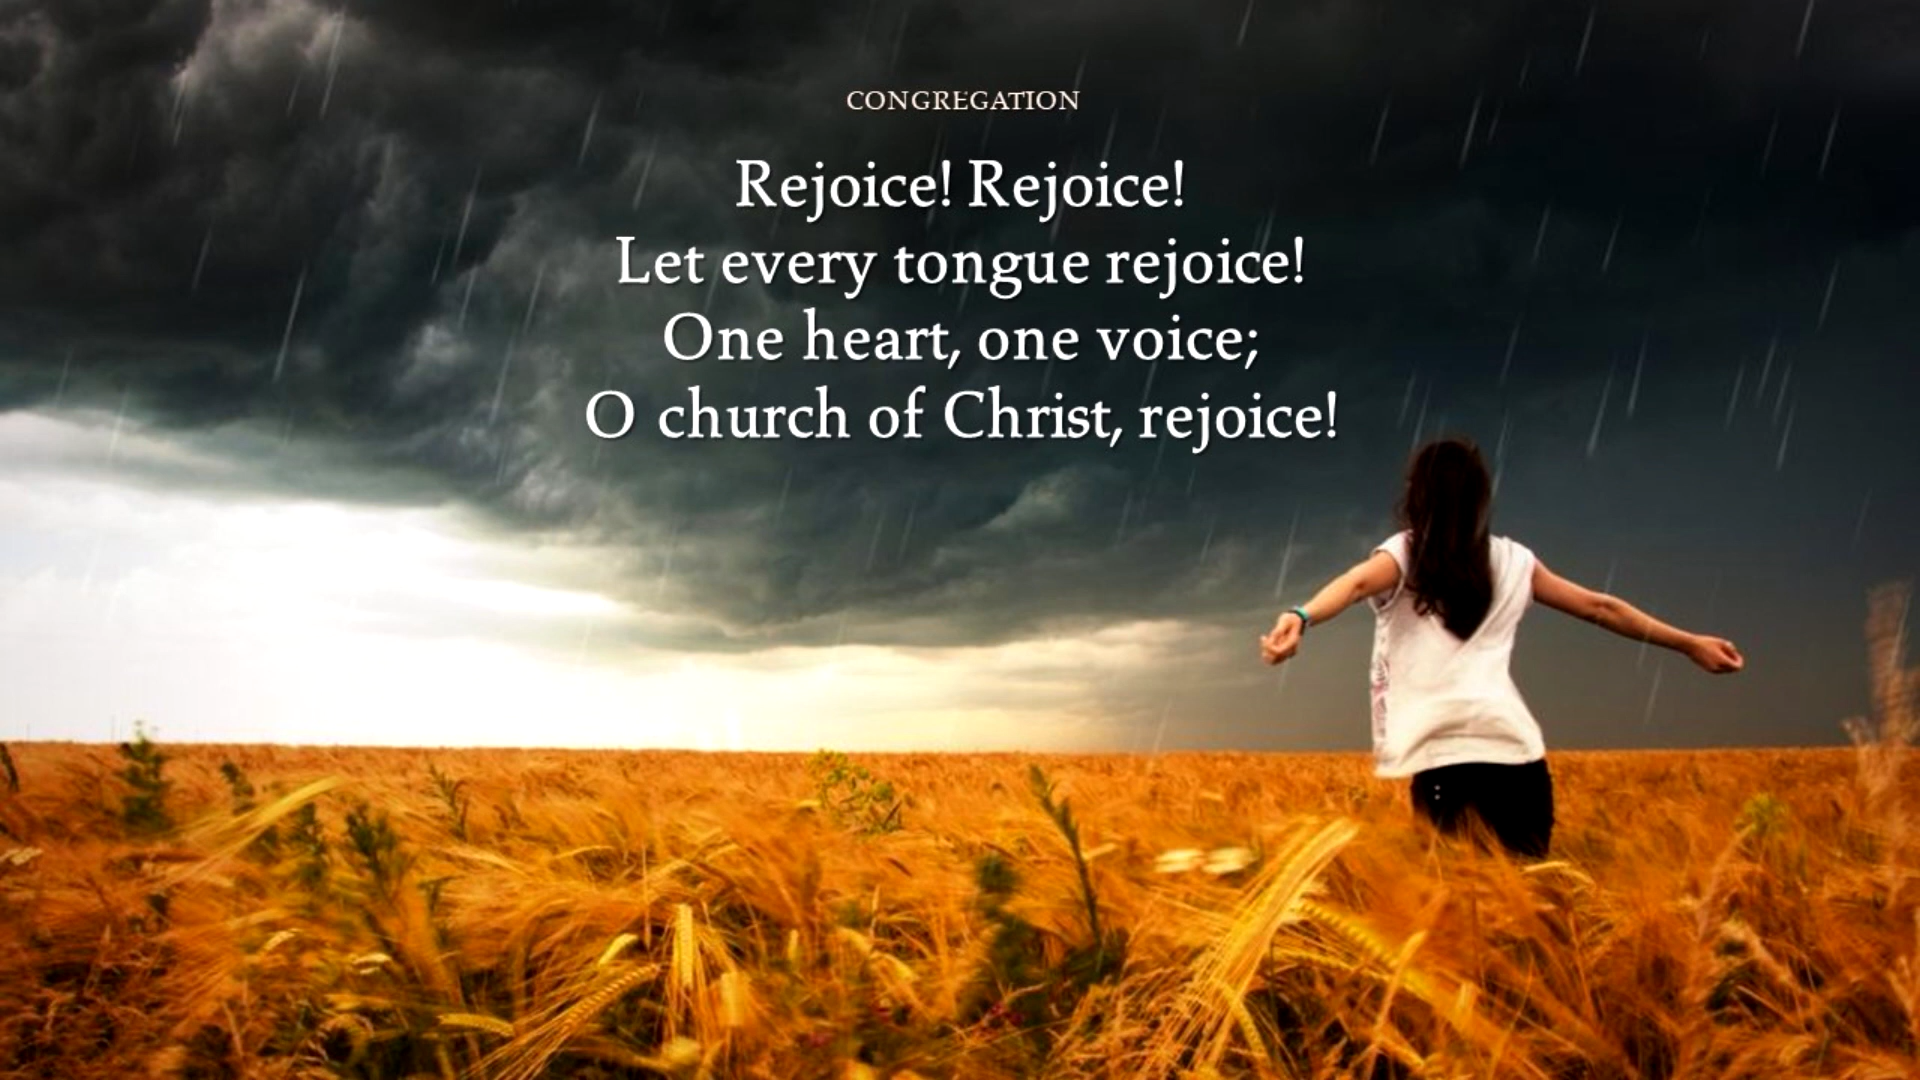 CONGREGATION
Rejoice! Rejoice!
Let every tongue rejoice!
One heart, one voice;
O church of Christ, rejoice!